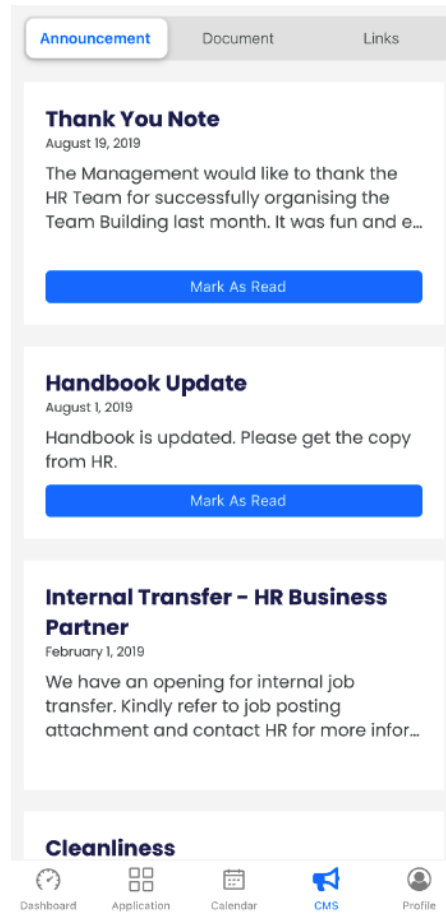 Announcement Document Links
Thank You Note
August 19, 2019
The Management would like to thank the
HR Team for successfully organising the
Team Building last month. It was fun and e...
Mark As Read
Handbook Update
August 1, 2019
Handbook is updated. Please get the copy
from HR.
Mark As Read
Internal Transfer - HR Business
Partner
February 1, 2019
We have an opening for internal job
transfer. Kindly refer to job posting
attachment and contact HR for more infor...
Cleanliness
Dashboard Application Calendar CMS Profile